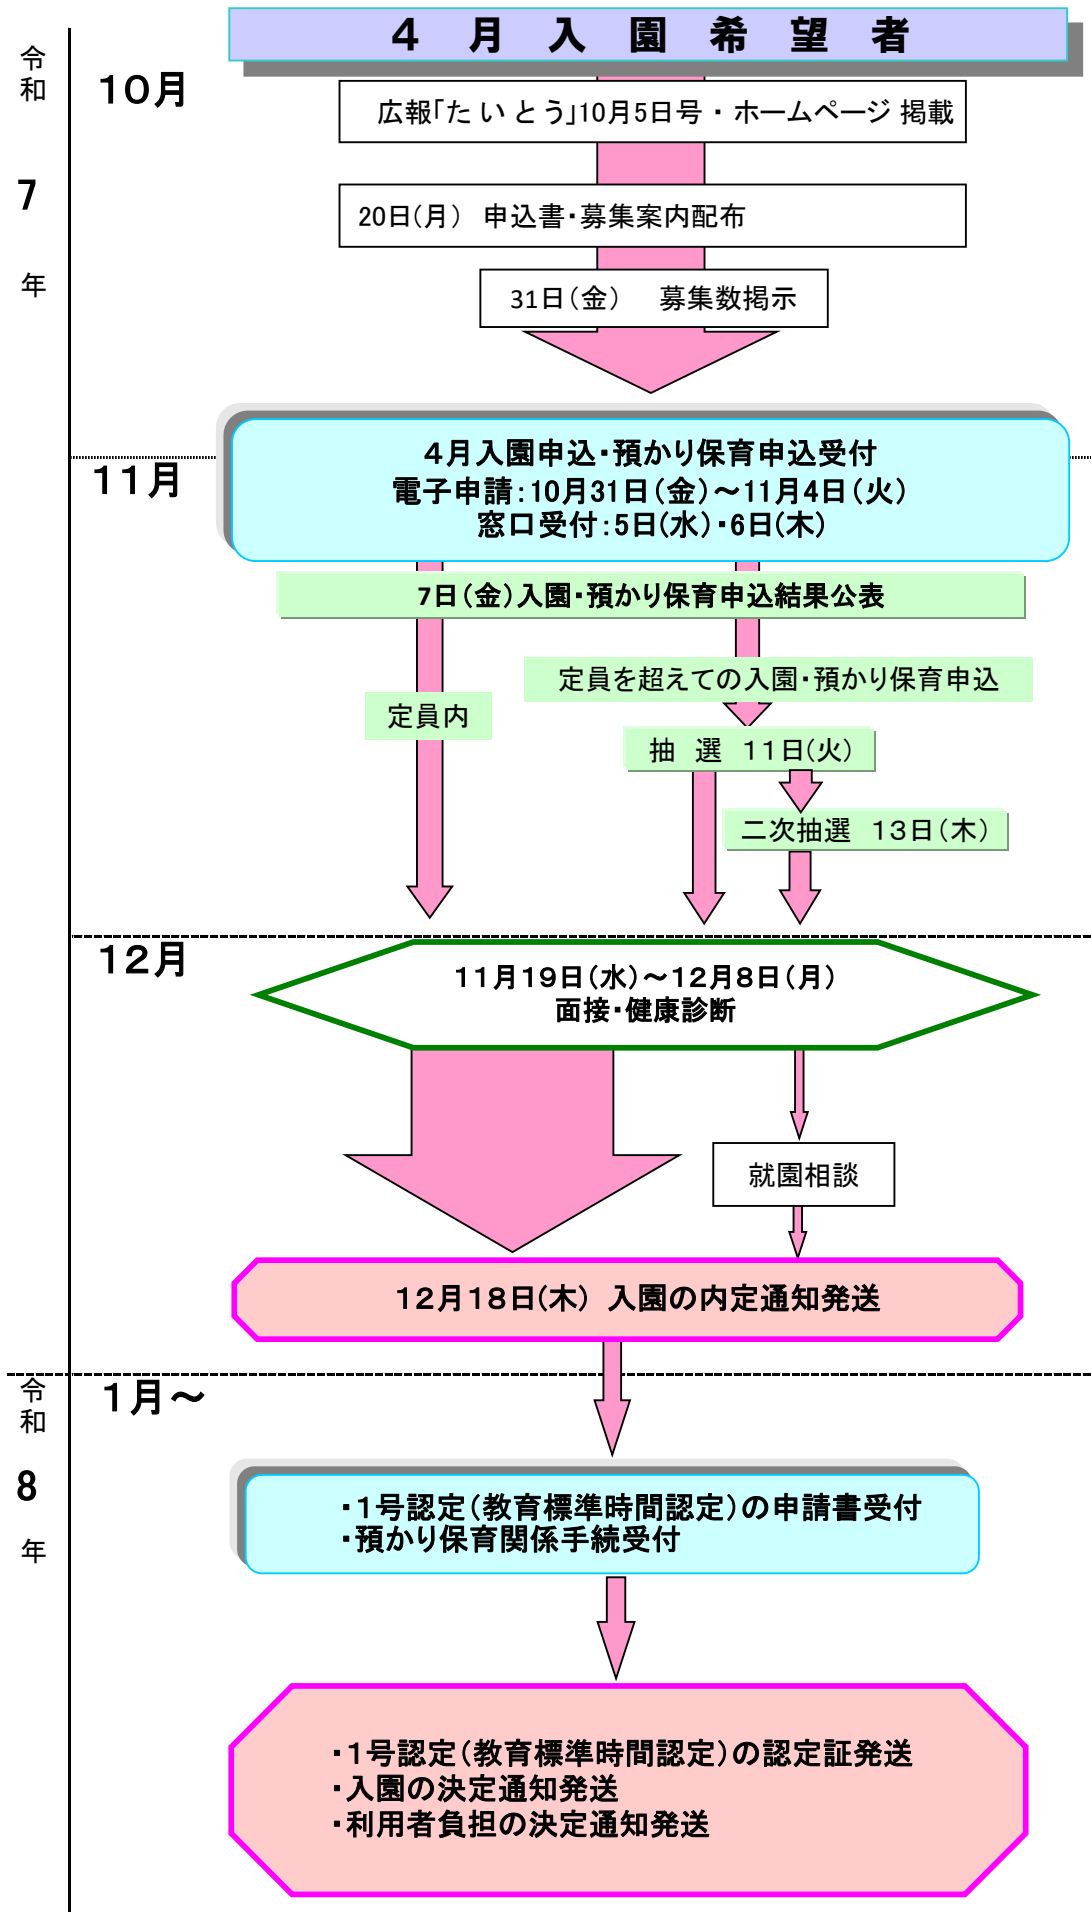 ４月入園希望者
令和
7
年
10月
広報「たいとう」10月5日号・ホームページ 掲載
20日(月) 申込書・募集案内配布
31日(金) 募集数掲示
11月
4月入園申込・預かり保育申込受付
電子申請:10月31日(金)～11月4日(火)
窓口受付:5日(水)・6日(木)
7日(金)入園・預かり保育申込結果公表
定員を超えての入園・預かり保育申込
定員内
抽 選 11日(火)
二次抽選 13日(木)
12月
11月19日(水)～12月8日(月)
面接・健康診断
就園相談
12月18日(木) 入園の内定通知発送
令和
8
年
1月～
・1号認定(教育標準時間認定)の申請書受付
・預かり保育関係手続受付
・1号認定(教育標準時間認定)の認定証発送
・入園の決定通知発送
・利用者負担の決定通知発送